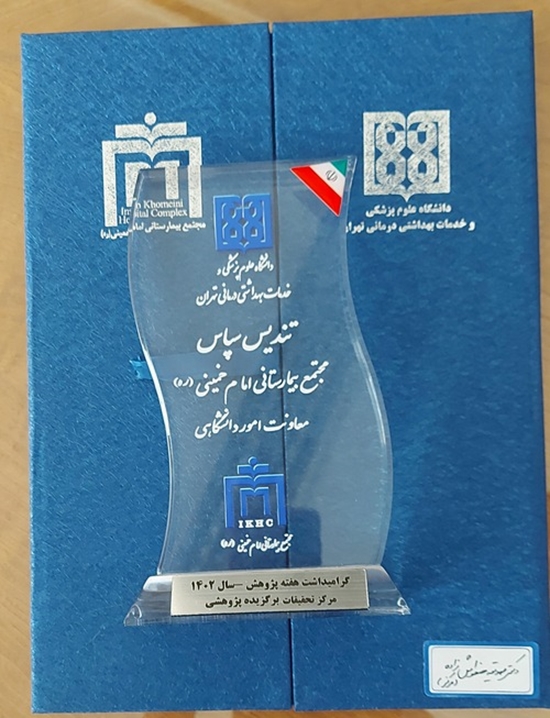 Imam Khomeini
Hospital Complex
مجتمع بیمارستانی امام خمینی(ره)
دانشگاه علوم پزشکی
و خدمات بهداشتی درمانی تهران
دانشگاه علوم پزشکی و
خدمات بهداشتی درمانی تهران
تندیس سپاس
مجتمع بیمارستانی امام خمینی (ره)
معاونت امور دانشگاهی
IKHC
مجتمع بیمارستانی امام خمینی (ره)
گرامیداشت هفته پژوهش – سال ۱۴۰۲
مرکز تحقیقات برگزیده پژوهشی
دکتر